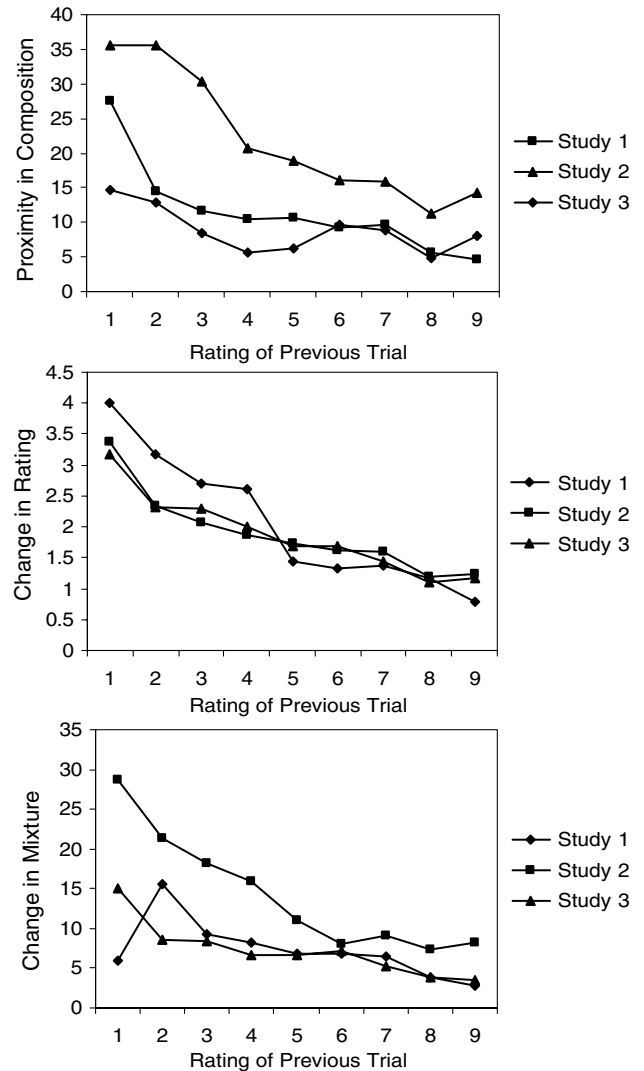 40
35
30
25
20
15
10
5
0
Proximity in Composition
1 2 3 4 5 6 7 8 9
Rating of Previous Trial
Study 1
Study 2
Study 3
4.5
4
3.5
3
2.5
2
1.5
1
0.5
0
Change in Rating
1 2 3 4 5 6 7 8 9
Rating of Previous Trial
Study 1
Study 2
Study 3
35
30
25
20
15
10
5
0
Change in Mixture
1 2 3 4 5 6 7 8 9
Rating of Previous Trial
Study 1
Study 2
Study 3